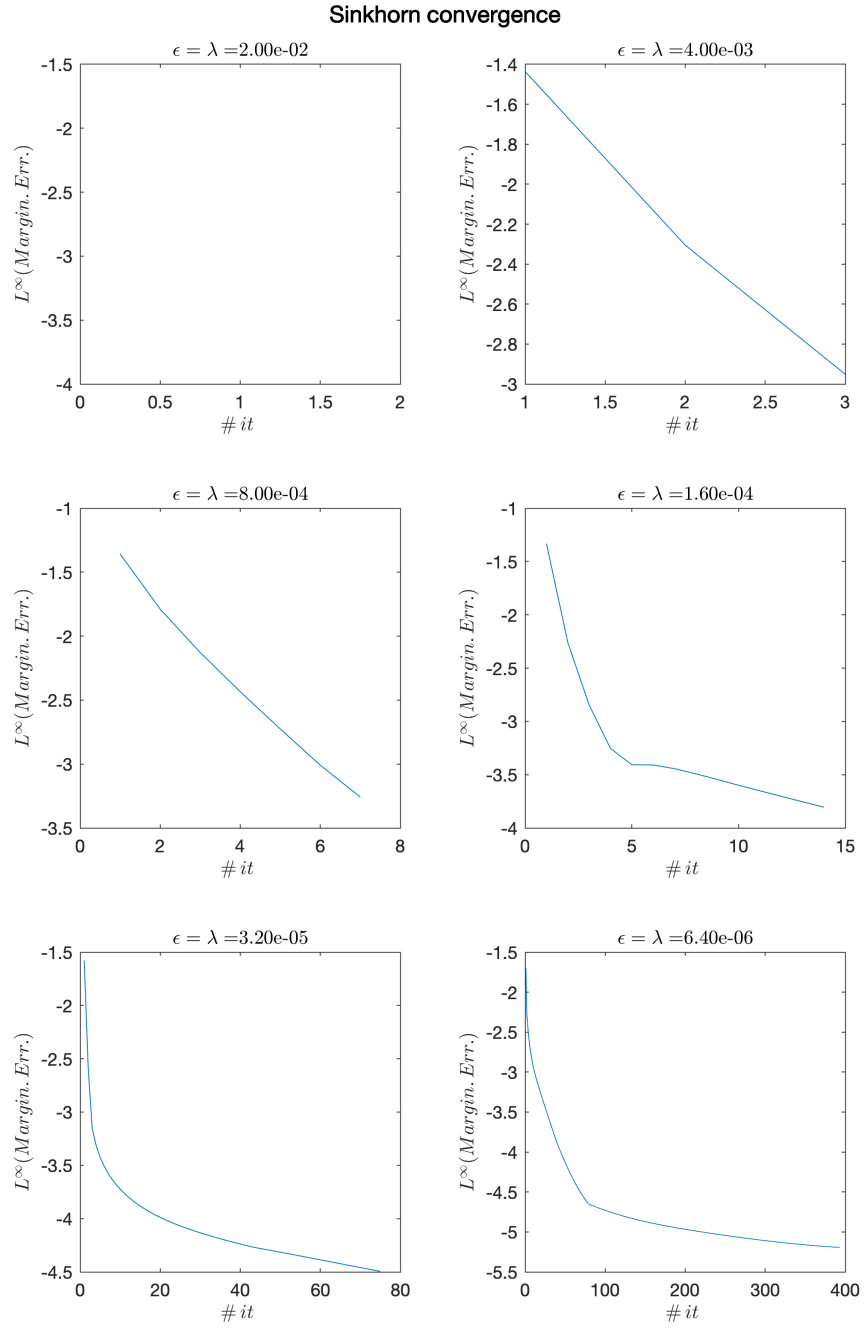 Sinkhorn convergence
ϵ = λ =2.00e-02
-1.5
-2
-2.5
-3
-3.5
-4
0 0.5 1 1.5 2
# it
L^∞(Margin. Err.)
ϵ = λ =4.00e-03
-1.4
-1.6
-1.8
-2
-2.2
-2.4
-2.6
-2.8
-3
1 1.5 2 2.5 3
# it
L^∞(Margin. Err.)
ϵ = λ =8.00e-04
-1
-1.5
-2
-2.5
-3
-3.5
0 2 4 6 8
# it
L^∞(Margin. Err.)
ϵ = λ =1.60e-04
-1
-1.5
-2
-2.5
-3
-3.5
-4
0 5 10 15
# it
L^∞(Margin. Err.)
ϵ = λ =3.20e-05
-1.5
-2
-2.5
-3
-3.5
-4
-4.5
0 20 40 60 80
# it
L^∞(Margin. Err.)
ϵ = λ =6.40e-06
-1.5
-2
-2.5
-3
-3.5
-4
-4.5
-5
-5.5
0 100 200 300 400
# it
L^∞(Margin. Err.)